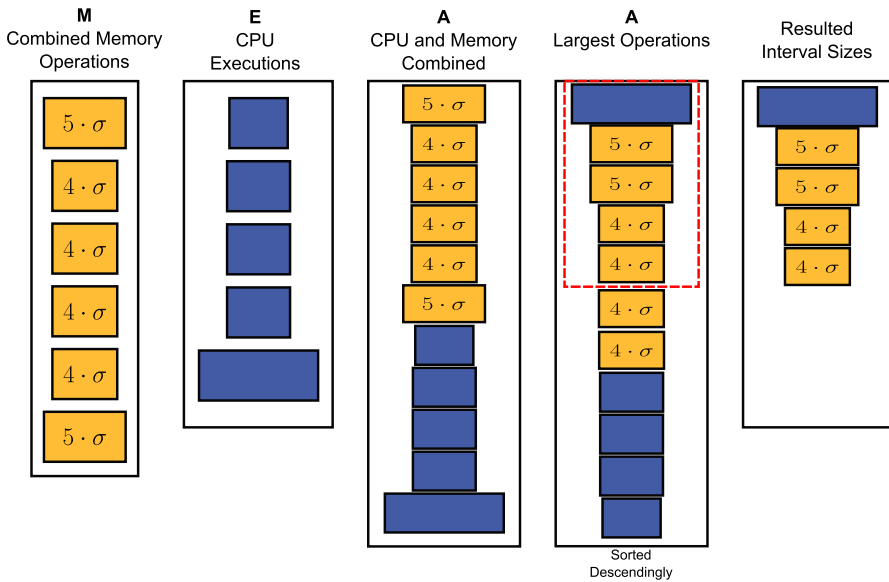 M
Combined Memory
Operations
5 · σ
4 · σ
4 · σ
4 · σ
4 · σ
5 · σ
E
CPU
Executions
A
CPU and Memory
Combined
5 · σ
4 · σ
4 · σ
4 · σ
4 · σ
5 · σ
A
Largest Operations
5 · σ
5 · σ
4 · σ
4 · σ
4 · σ
4 · σ
Sorted
Descendingly
Resulted
Interval Sizes
5 · σ
5 · σ
4 · σ
4 · σ